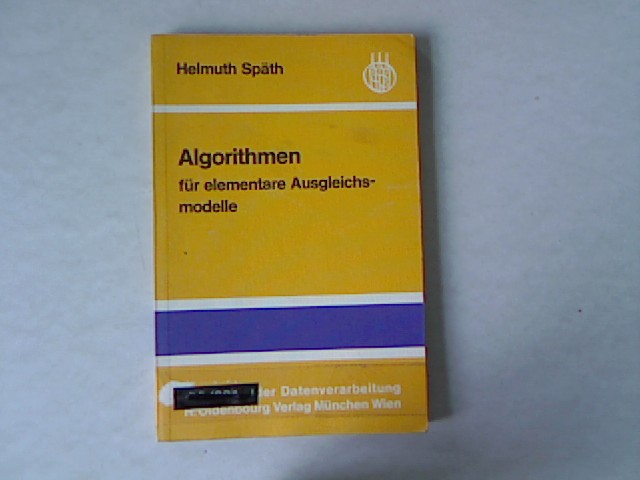 Helmuth Späth
Algorithmen
für elementare Ausgleichs-
modelle
der Datenverarbeitung
R. Oldenbourg Verlag München Wien